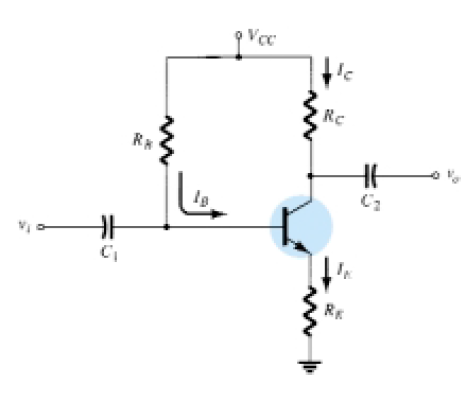 V_CC
I_C
R_C
R_B
I_B
v_i
C_1
C_2
v_o
I_E
R_E